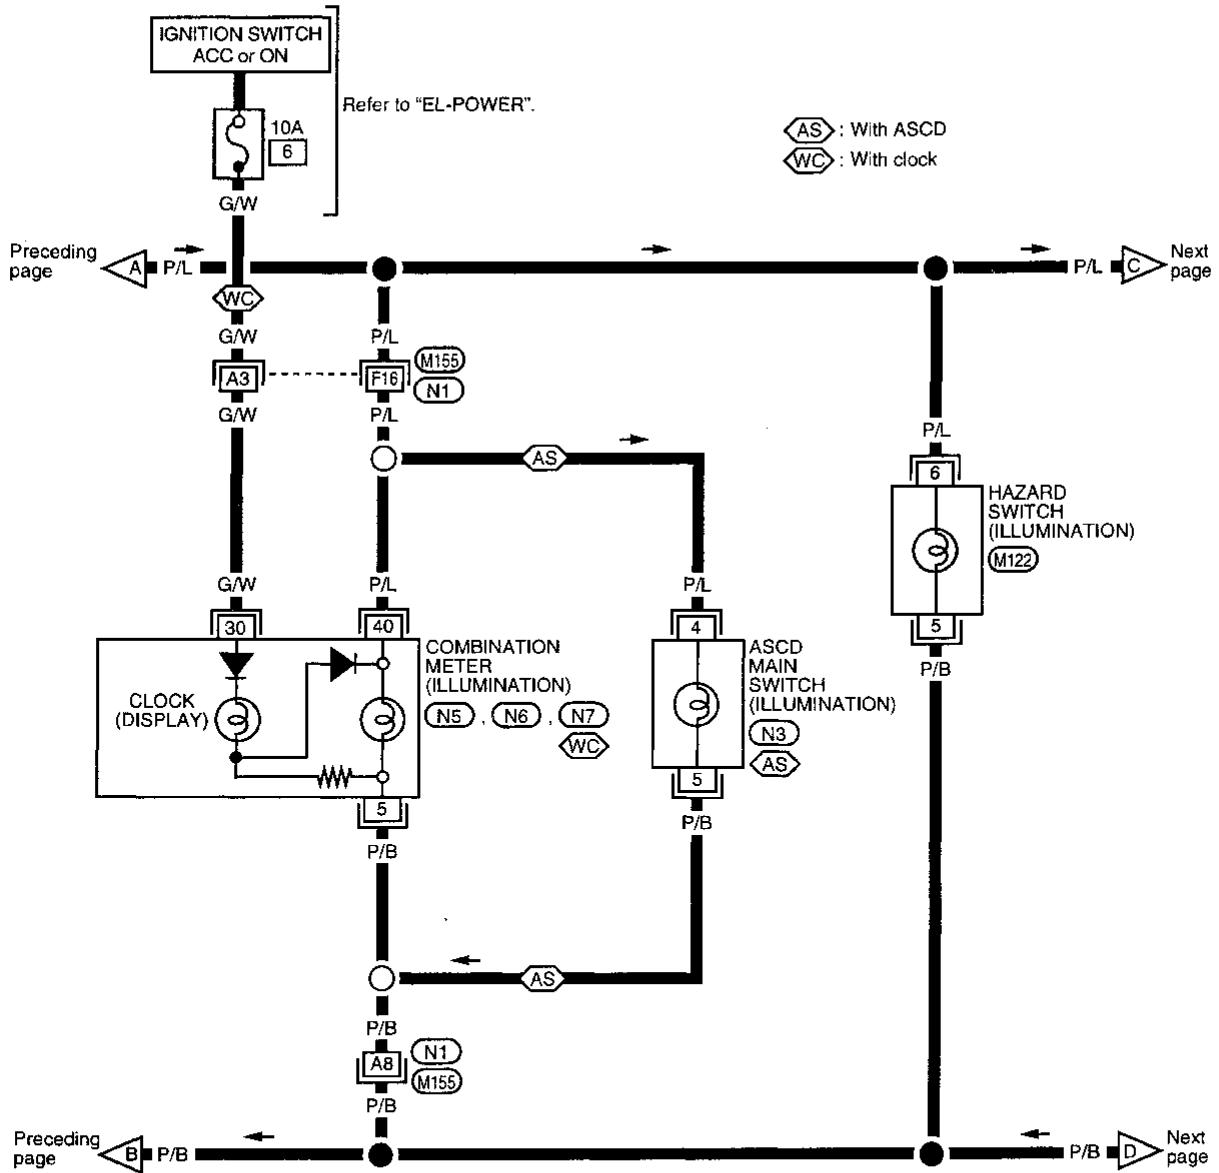 IGNITION SWITCH
ACC or ON
Refer to "EL-POWER".
10A
6
G/W
AS : With ASCD
WC : With clock
Preceding
page
A
P/L
P/L
C
Next
page
WC
G/W
P/L
A3
F16
M155
N1
G/W
P/L
AS
P/L
6
HAZARD
SWITCH
(ILLUMINATION)
M122
5
P/B
G/W
P/L
P/L
30
40
4
CLOCK
(DISPLAY)
COMBINATION
METER
(ILLUMINATION)
N5 , N6 , N7
WC
ASCD
MAIN
SWITCH
(ILLUMINATION)
N3
AS
5
5
P/B
P/B
AS
P/B
A8
N1
M155
P/B
Preceding
page
B
P/B
P/B
D
Next
page